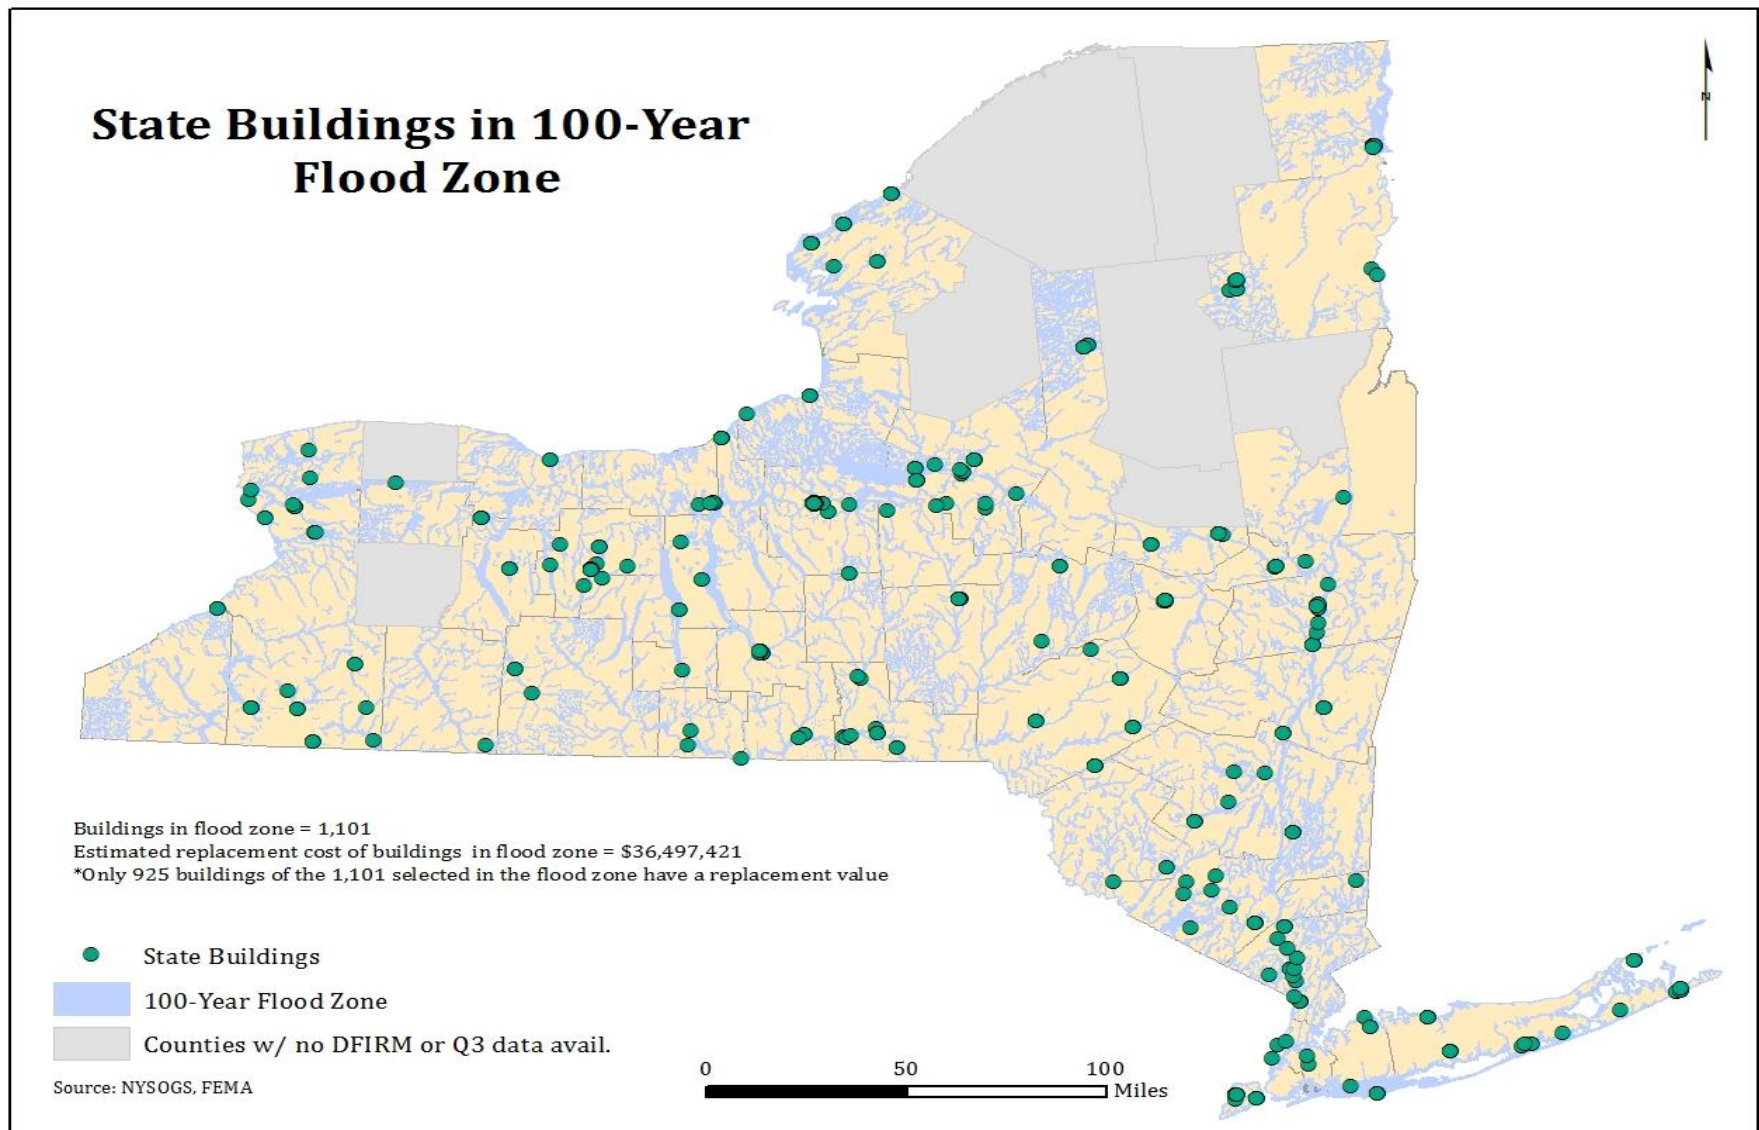 State Buildings in 100-Year
Flood Zone
N
Buildings in flood zone = 1,101
Estimated replacement cost of buildings in flood zone = $36,497,421
*Only 925 buildings of the 1,101 selected in the flood zone have a replacement value
State Buildings
100-Year Flood Zone
Counties w/ no DFIRM or Q3 data avail.
Source: NYSOGS, FEMA
0 50 100
Miles